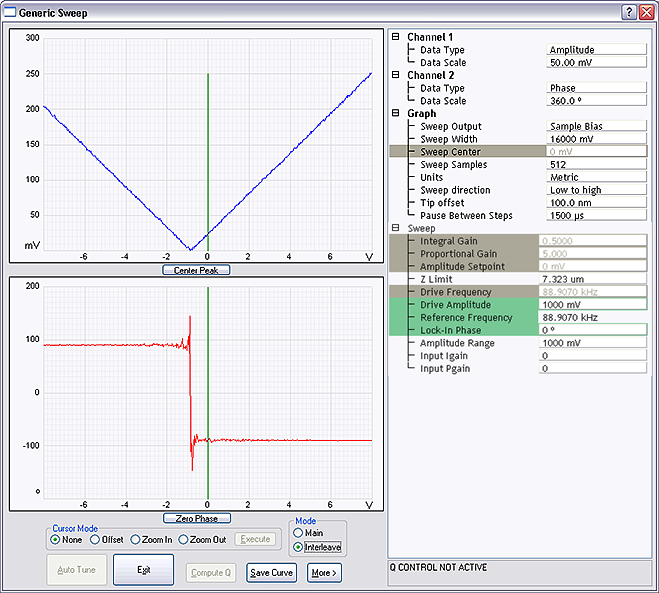 Generic Sweep
300
250
200
150
100
50
mV
-6 -4 -2 0 2 4 6 V
Center Peak
200
100
0
-100
o
-6 -4 -2 0 2 4 6 V
Zero Phase
Cursor Mode
None Offset Zoom In Zoom Out Execute
Mode
Main
Interleave
Auto Tune Exit Compute Q Save Curve More >
Channel 1
Data Type Amplitude
Data Scale 50.00 mV
Channel 2
Data Type Phase
Data Scale 360.0 º
Graph
Sweep Output Sample Bias
Sweep Width 16000 mV
Sweep Center 0 mV
Sweep Samples 512
Units Metric
Sweep direction Low to high
Tip offset 100.0 nm
Pause Between Steps 1500 µs
Sweep
Integral Gain 0.5000
Proportional Gain 5.000
Amplitude Setpoint 0 mV
Z Limit 7.323 um
Drive Frequency 88.9070 kHz
Drive Amplitude 1000 mV
Reference Frequency 88.9070 kHz
Lock-In Phase 0 º
Amplitude Range 1000 mV
Input Igain 0
Input Pgain 0
Q CONTROL NOT ACTIVE